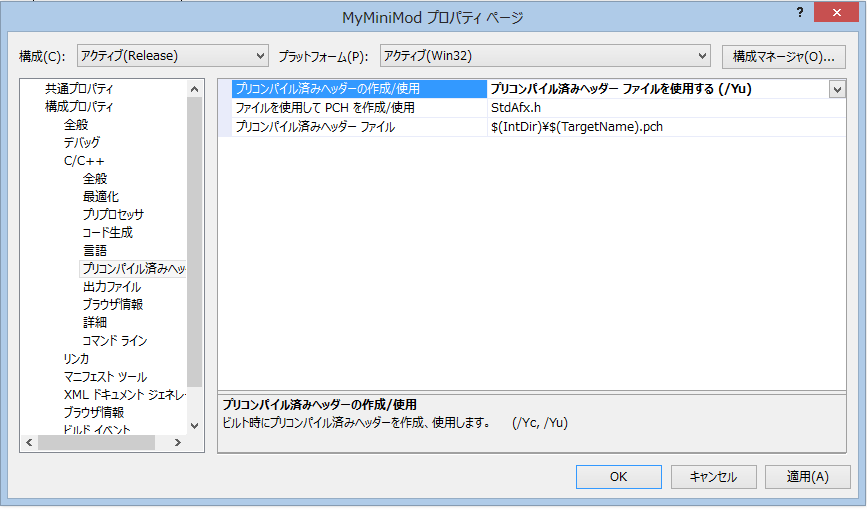 MyMiniMod プロパティ ページ
?
構成(C): アクティブ(Release) プラットフォーム(P): アクティブ(Win32) 構成マネージャ(O)...
共通プロパティ
構成プロパティ
全般
デバッグ
C/C++
全般
最適化
プリプロセッサ
コード生成
言語
プリコンパイル済みヘッ
出力ファイル
ブラウザ情報
詳細
コマンド ライン
リンカ
マニフェスト ツール
XML ドキュメント ジェネレー
ブラウザ情報
ビルド イベント
プリコンパイル済みヘッダーの作成/使用 プリコンパイル済みヘッダー ファイルを使用する (/Yu)
ファイルを使用して PCH を作成/使用 StdAfx.h
プリコンパイル済みヘッダー ファイル $(IntDir)¥$(TargetName).pch
プリコンパイル済みヘッダーの作成/使用
ビルト時にプリコンパイル済みヘッダーを作成、使用します。 (/Yc, /Yu)
OK キャンセル 適用(A)